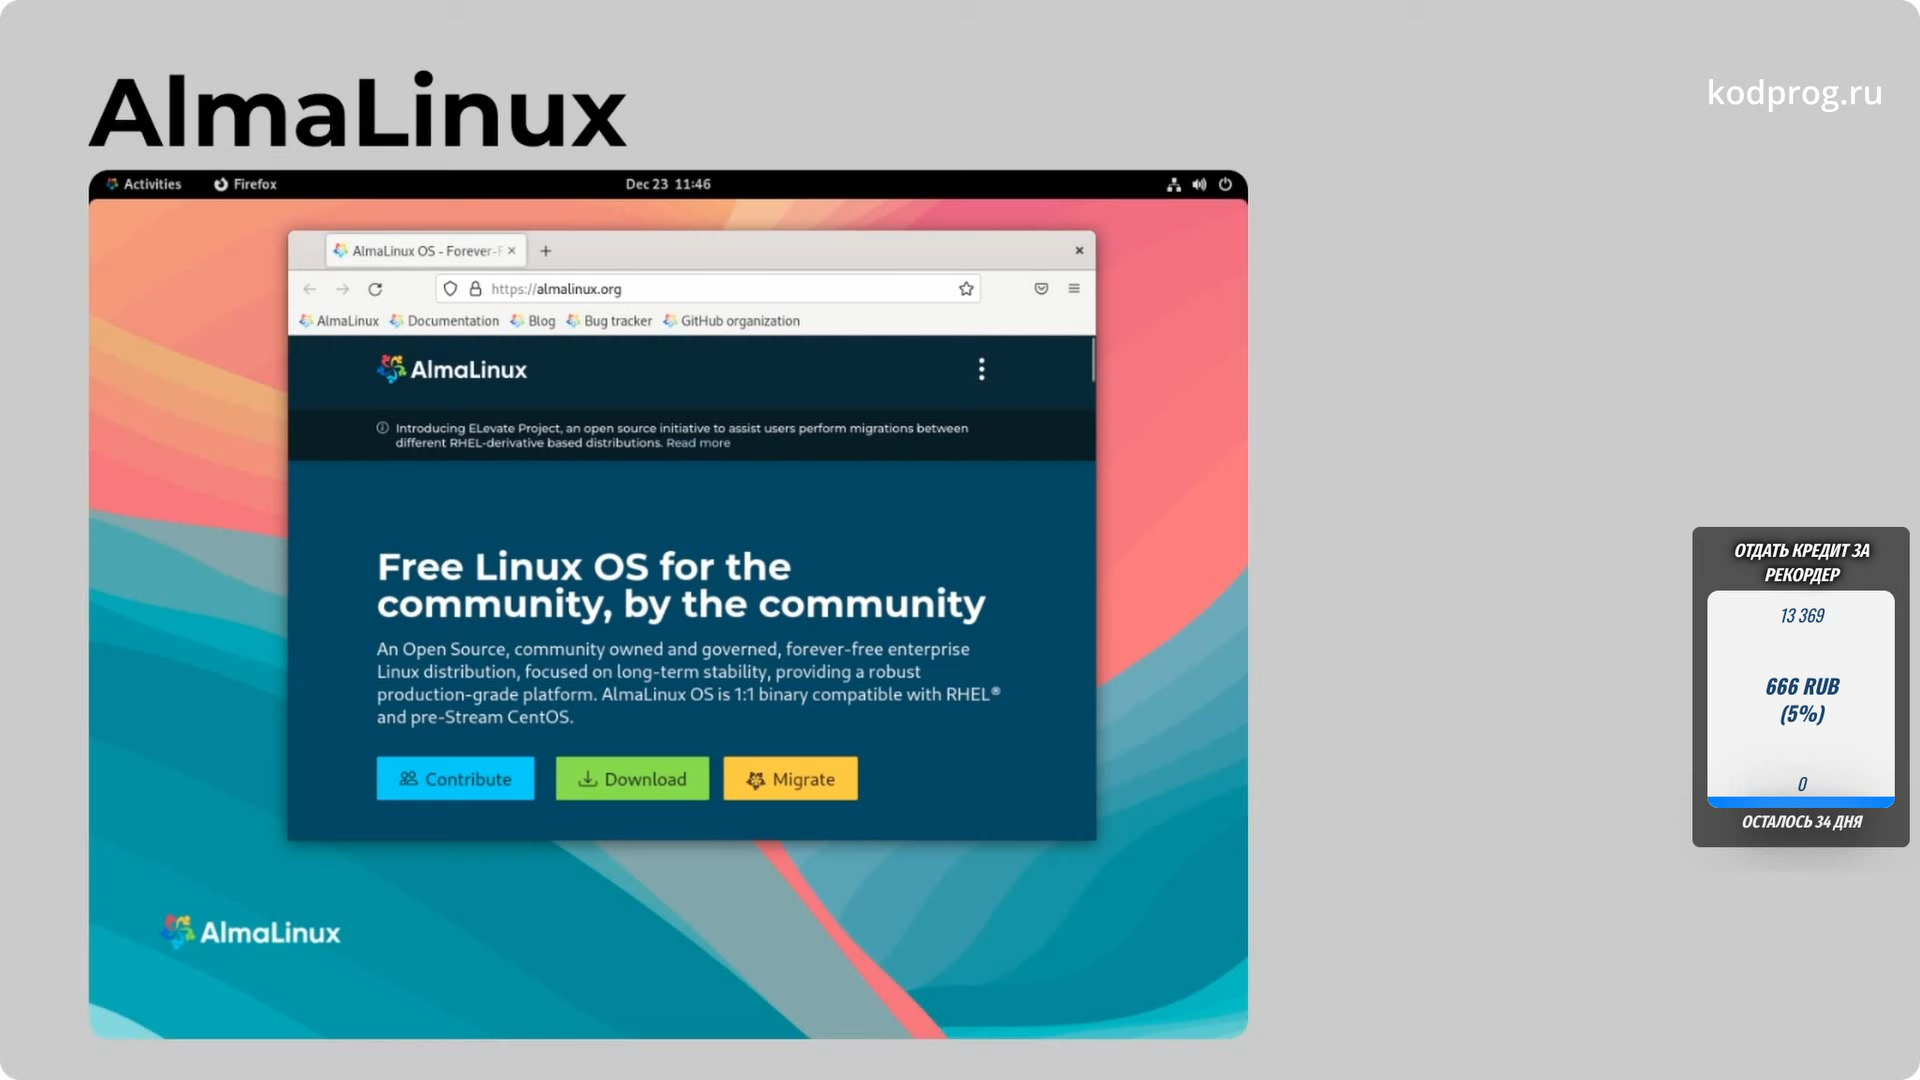 AlmaLinux
kodprog.ru
Activities Firefox Dec 23 11:46
AlmaLinux OS - Forever-F
https://almalinux.org
AlmaLinux Documentation Blog Bug tracker GitHub organization
AlmaLinux
Introducing ELevate Project, an open source initiative to assist users perform migrations between
different RHEL-derivative based distributions. Read more
Free Linux OS for the
community, by the community
An Open Source, community owned and governed, forever-free enterprise
Linux distribution, focused on long-term stability, providing a robust
production-grade platform. AlmaLinux OS is 1:1 binary compatible with RHEL®
and pre-Stream CentOS.
Contribute Download Migrate
AlmaLinux
ОТДАТЬ КРЕДИТ ЗА
РЕКОРДЕР
13 369
666 RUB
(5%)
0
ОСТАЛОСЬ 34 ДНЯ